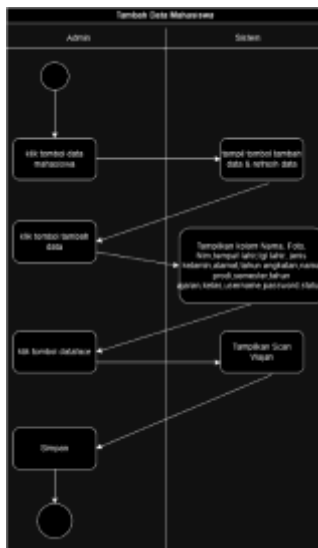 Tambah Data Mahasiswa
Admin
Sistem
klik tombol data
mahasiswa
tampil tombol tambah
data & refresh data
klik tombol tambah
data
Tampilkan kolom Nama, Foto,
Nim,tempat lahir,tgl lahir, jenis
kelamin,alamat,tahun angkatan,nama
prodi,semester,tahun
ajaran,kelas,username,password,status
klik tombol dataface
Tampilkan Scan
Wajah
Simpan